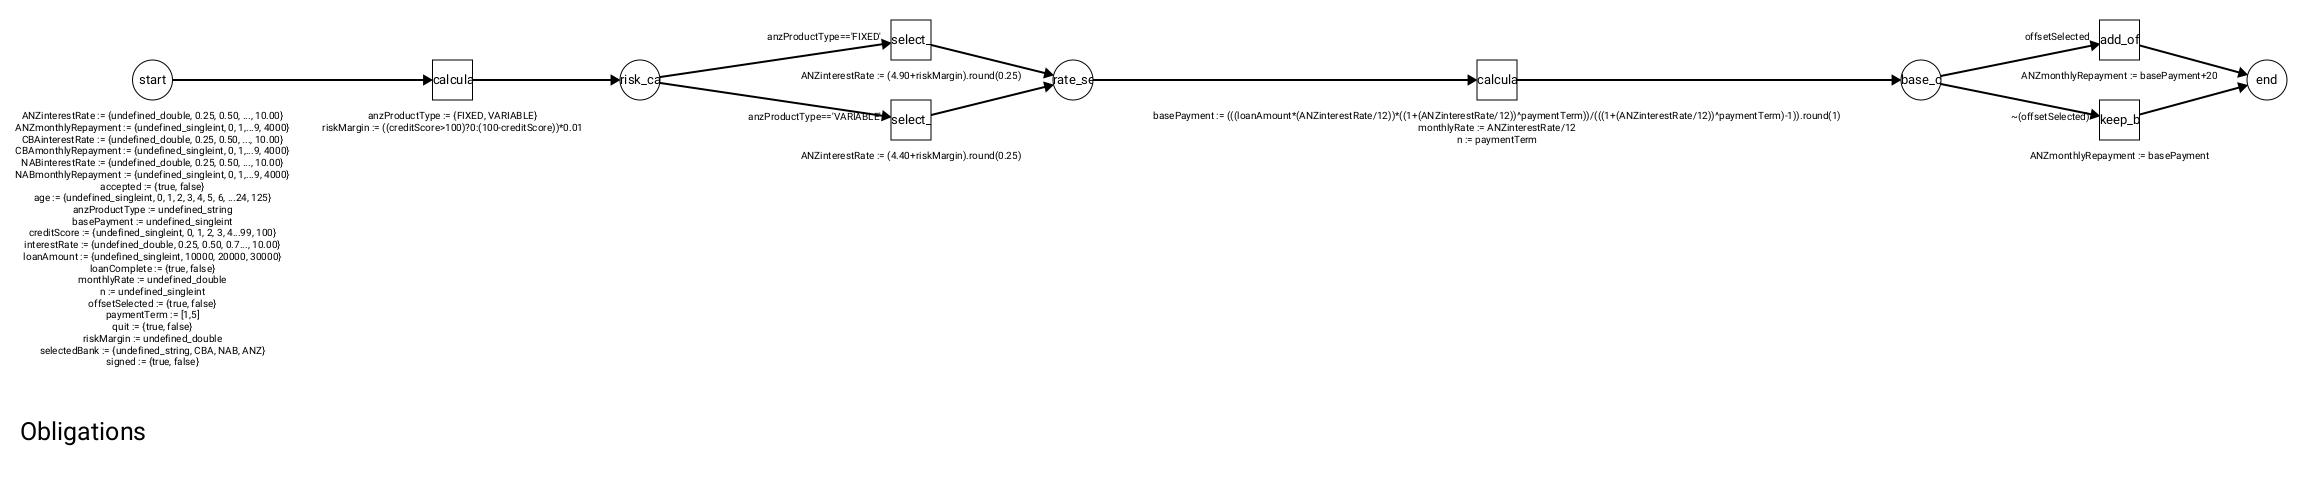 start
ANZinterestRate := {undefined_double, 0.25, 0.50, ..., 10.00}
ANZmonthlyRepayment := {undefined_singleint, 0, 1,...9, 4000}
CBAinterestRate := {undefined_double, 0.25, 0.50, ..., 10.00}
CBAmonthlyRepayment := {undefined_singleint, 0, 1,...9, 4000}
NABinterestRate := {undefined_double, 0.25, 0.50, ..., 10.00}
NABmonthlyRepayment := {undefined_singleint, 0, 1,...9, 4000}
accepted := {true, false}
age := {undefined_singleint, 0, 1, 2, 3, 4, 5, 6, ...24, 125}
anzProductType := undefined_string
basePayment := undefined_singleint
creditScore := {undefined_singleint, 0, 1, 2, 3, 4...99, 100}
interestRate := {undefined_double, 0.25, 0.50, 0.7..., 10.00}
loanAmount := {undefined_singleint, 10000, 20000, 30000}
loanComplete := {true, false}
monthlyRate := undefined_double
n := undefined_singleint
offsetSelected := {true, false}
paymentTerm := [1,5]
quit := {true, false}
riskMargin := undefined_double
selectedBank := {undefined_string, CBA, NAB, ANZ}
signed := {true, false}
calcula
anzProductType := {FIXED, VARIABLE}
riskMargin := ((creditScore>100)?0:(100-creditScore))*0.01
risk_ca
anzProductType=='FIXED'
select_
ANZinterestRate := (4.90+riskMargin).round(0.25)
anzProductType=='VARIABLE'
select_
ANZinterestRate := (4.40+riskMargin).round(0.25)
rate_se
calcula
basePayment := (((loanAmount*(ANZinterestRate/12))*((1+(ANZinterestRate/12))^paymentTerm))/(((1+(ANZinterestRate/12))^paymentTerm)-1)).round(1)
monthlyRate := ANZinterestRate/12
n := paymentTerm
base_c
offsetSelected
add_of
ANZmonthlyRepayment := basePayment+20
~(offsetSelected)
keep_b
ANZmonthlyRepayment := basePayment
end
Obligations